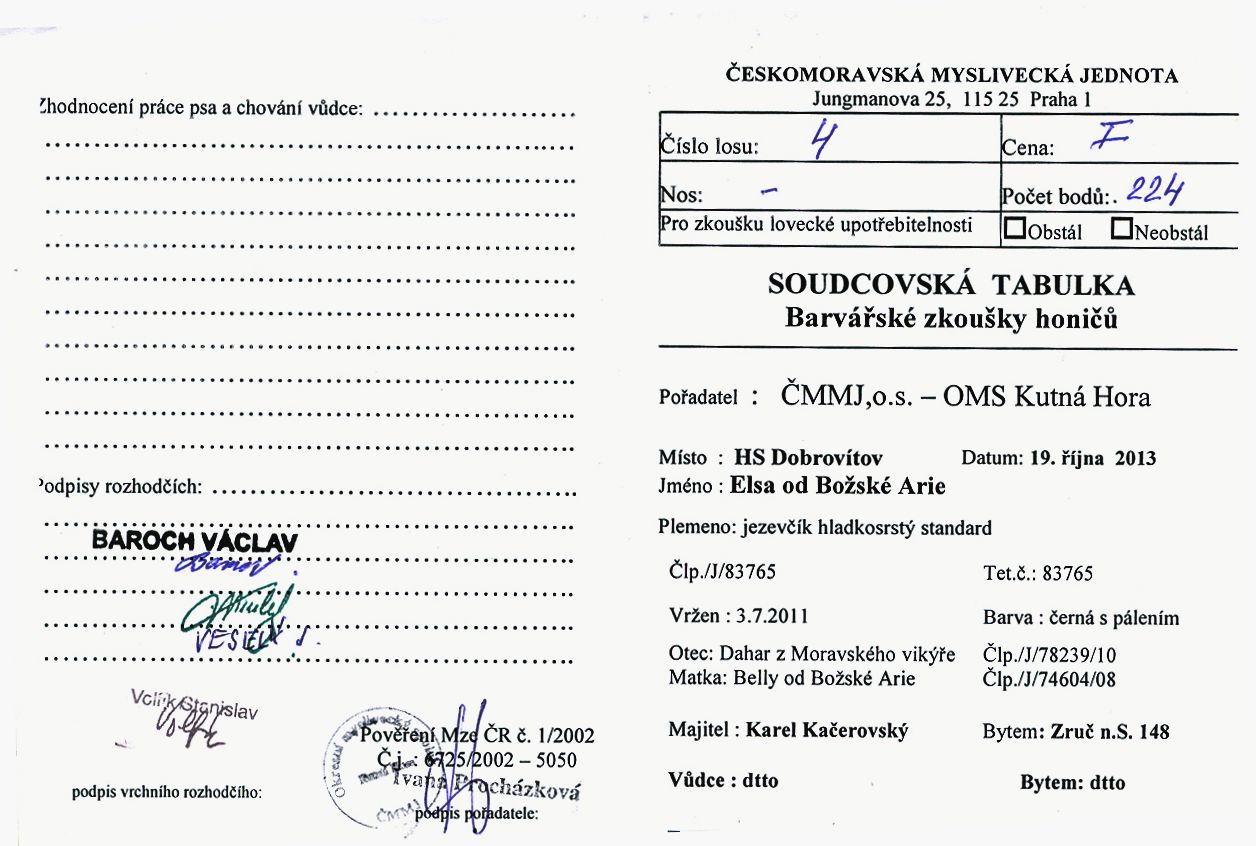 Zhodnocení práce psa a chování vůdce: .....................
Podpisy rozhodčích: ..................................
BAROCH VÁCLAV
VESELÝ J.
Volfík Stanislav
podpis vrchního rozhodčího:
Okresní myslivecký
ČMMJ
Pověření Mze ČR č. 1/2002
Č.j. : 6725/2002 – 5050
Ivana Procházková
podpis pořadatele:
ČESKOMORAVSKÁ MYSLIVECKÁ JEDNOTA
Jungmanova 25, 115 25 Praha 1
Číslo losu: 4 Cena: I
Nos: – Počet bodů:. 224
Pro zkoušku lovecké upotřebitelnosti Obstál Neobstál
SOUDCOVSKÁ TABULKA
Barvářské zkoušky honičů
Pořadatel : ČMMJ,o.s. – OMS Kutná Hora
Místo : HS Dobrovítov Datum: 19. října 2013
Jméno : Elsa od Božské Arie
Plemeno: jezevčík hladkosrstý standard
Člp./J/83765 Tet.č.: 83765
Vržen : 3.7.2011 Barva : černá s pálením
Otec: Dahar z Moravského vikýře Člp./J/78239/10
Matka: Belly od Božské Arie Člp./J/74604/08
Majitel : Karel Kačerovský Bytem: Zruč n.S. 148
Vůdce : dtto Bytem: dtto